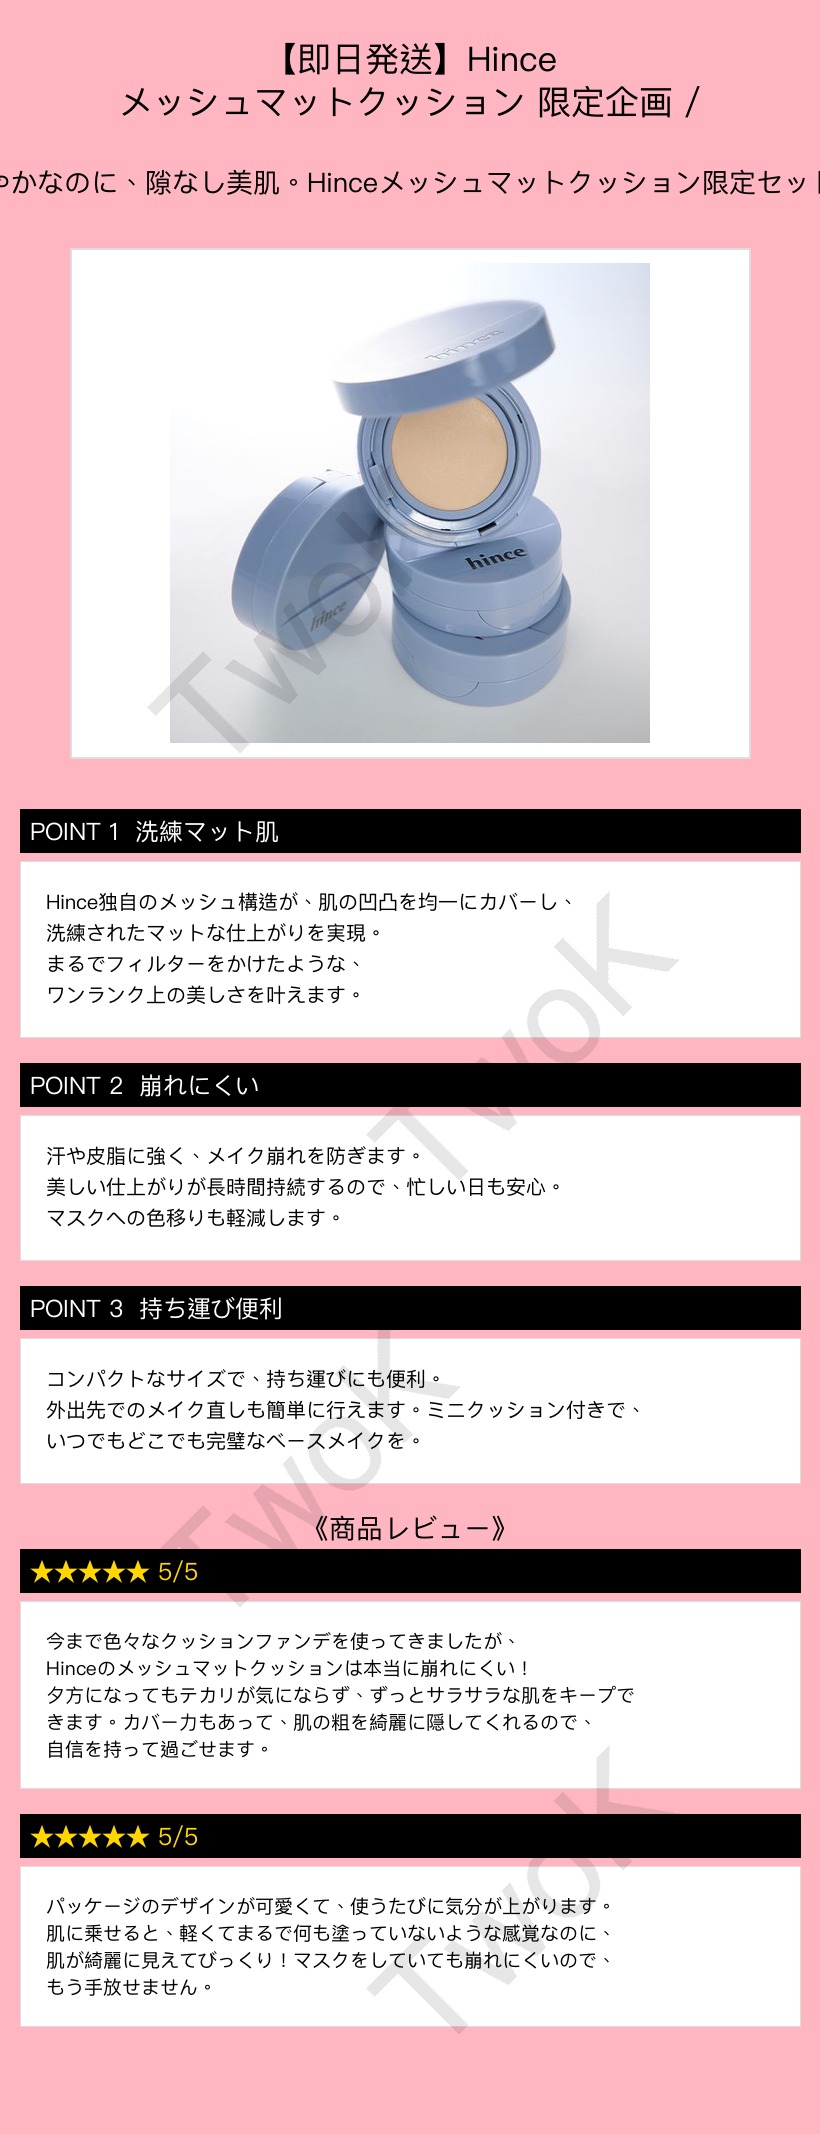 【即日発送】Hince
メッシュマットクッション 限定企画 /
やかなのに、隙なし美肌。Hinceメッシュマットクッション限定セット
hince
hince
hince
TwoK
POINT 1 洗練マット肌
Hince独自のメッシュ構造が、肌の凹凸を均一にカバーし、
洗練されたマットな仕上がりを実現。
まるでフィルターをかけたような、
ワンランク上の美しさを叶えます。
TwoK
POINT 2 崩れにくい
汗や皮脂に強く、メイク崩れを防ぎます。
美しい仕上がりが長時間持続するので、忙しい日も安心。
マスクへの色移りも軽減します。
POINT 3 持ち運び便利
コンパクトなサイズで、持ち運びにも便利。
外出先でのメイク直しも簡単に行えます。ミニクッション付きで、
いつでもどこでも完璧なベースメイクを。
TwoK
《商品レビュー》
★★★★★ 5/5
今まで色々なクッションファンデを使ってきましたが、
Hinceのメッシュマットクッションは本当に崩れにくい！
夕方になってもテカリが気にならず、ずっとサラサラな肌をキープで
きます。カバー力もあって、肌の粗を綺麗に隠してくれるので、
自信を持って過ごせます。
★★★★★ 5/5
パッケージのデザインが可愛くて、使うたびに気分が上がります。
肌に乗せると、軽くてまるで何も塗っていないような感覚なのに、
肌が綺麗に見えてびっくり！マスクをしていても崩れにくいので、
もう手放せません。
TwoK